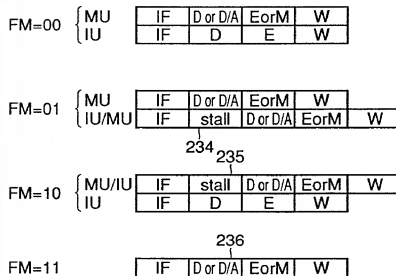 FM=00 MU IF D or D/A EorM W
IU IF D E W
FM=01 MU IF D or D/A EorM W
IU/MU IF stall D or D/A EorM W
234
235
FM=10 MU/IU IF stall D or D/A EorM W
IU IF D E W
236
FM=11 IF D or D/A EorM W